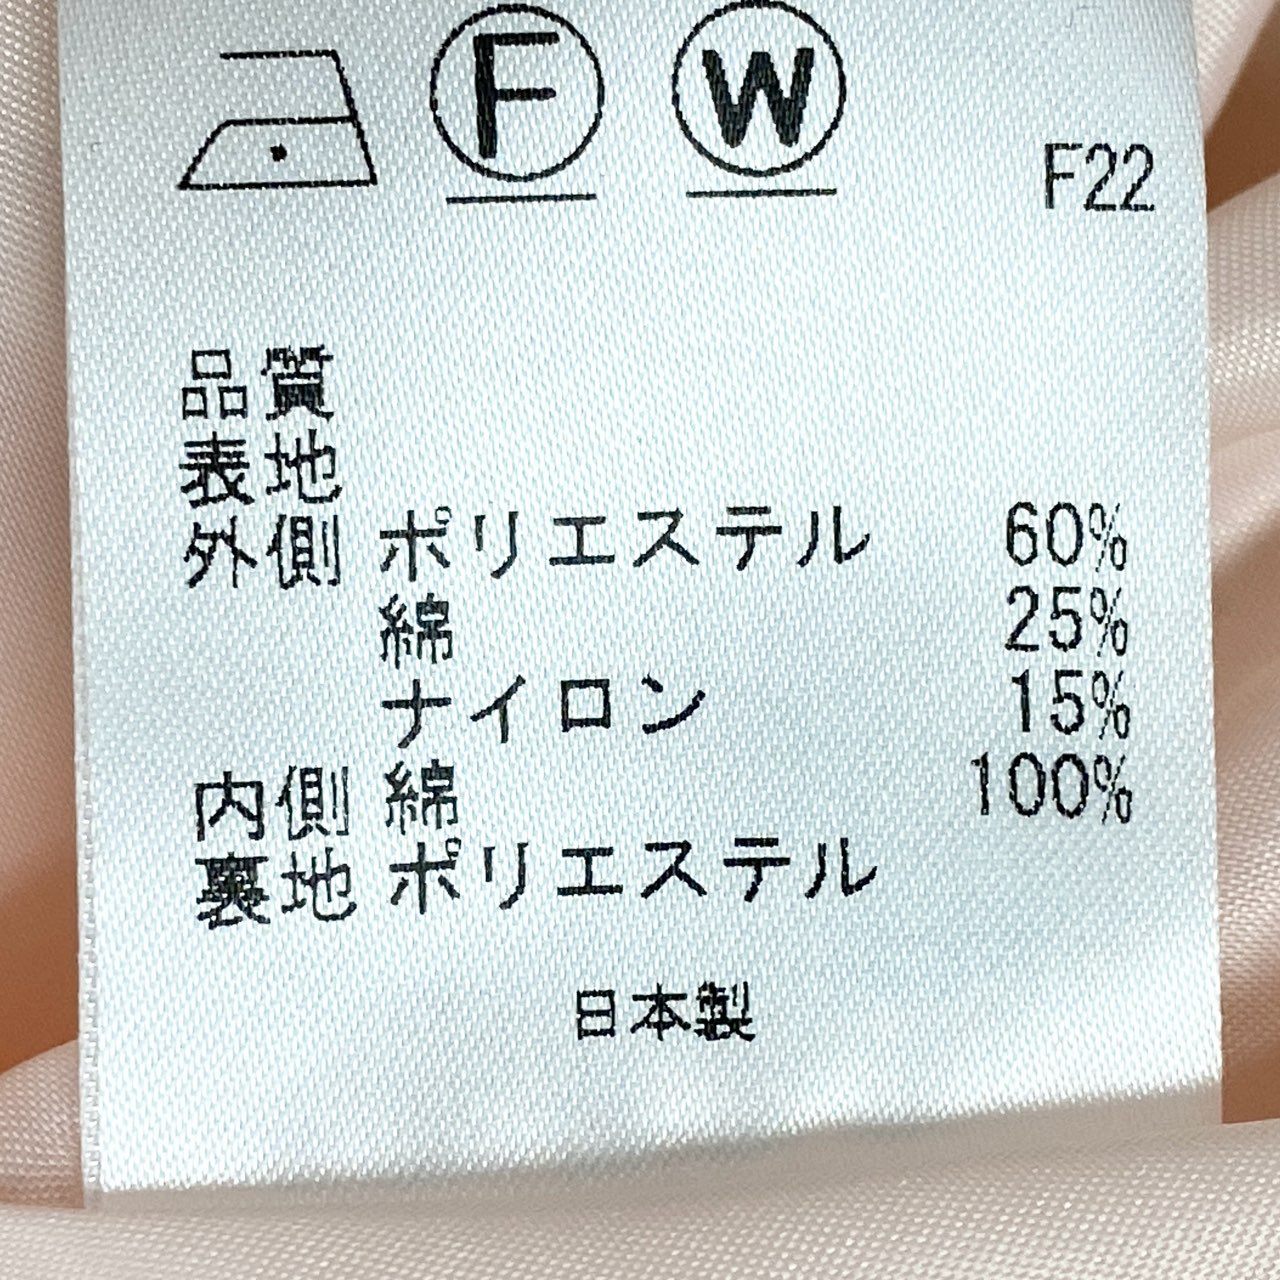 F W
F22
品質
表地
外側 ポリエステル 60%
綿 25%
ナイロン 15%
内側 綿 100%
裏地 ポリエステル
日本製